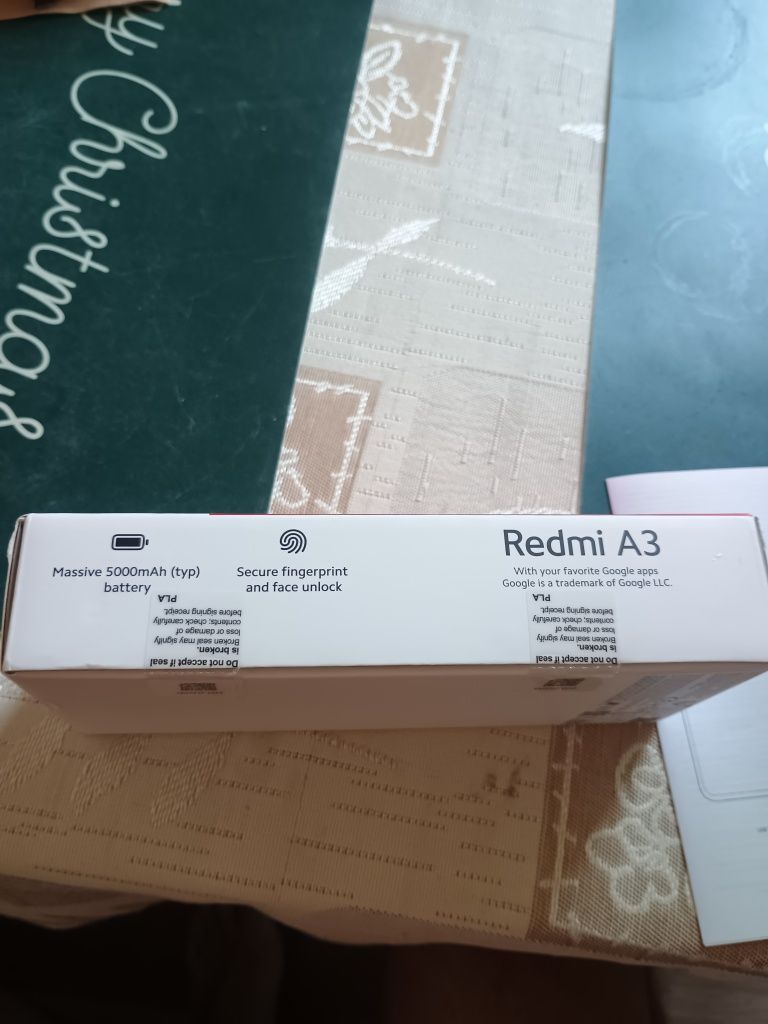 y Christmas
Massive 5000mAh (typ)
battery
Secure fingerprint
and face unlock
Redmi A3
With your favorite Google apps
Google is a trademark of Google LLC.
Do not accept if seal
is broken.
Broken seal may signify
loss or damage of
contents; check carefully
before signing receipt.
PLA
Do not accept if seal
is broken.
Broken seal may signify
loss or damage of
contents; check carefully
before signing receipt.
PLA